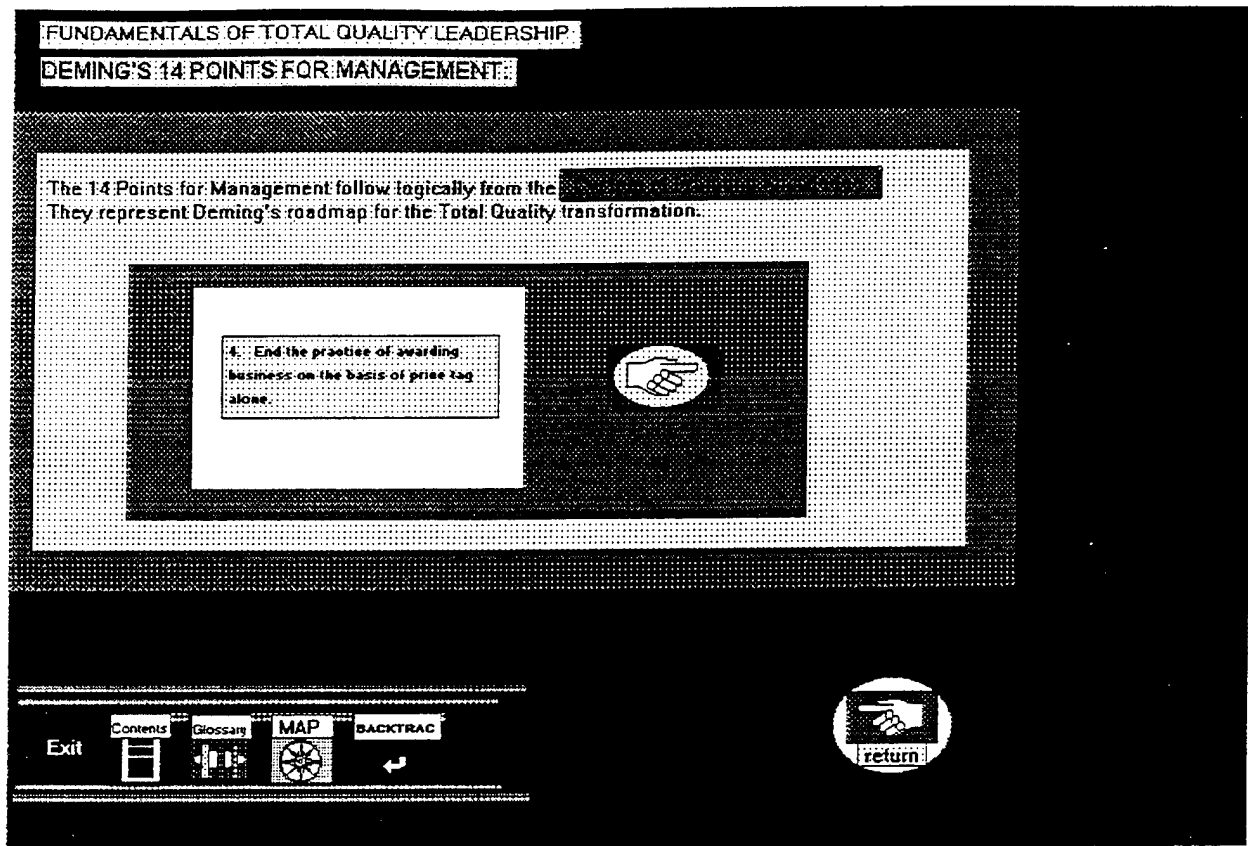 FUNDAMENTALS OF TOTAL QUALITY LEADERSHIP
DEMING'S 14 POINTS FOR MANAGEMENT.
The 14 Points for Management follow logically from the
They represent Deming's roadmap for the Total Quality transformation.
4. End the practice of awarding
business on the basis of price tag
alone.
Exit
Contents
Glossary
MAP
BACKTRAC
return